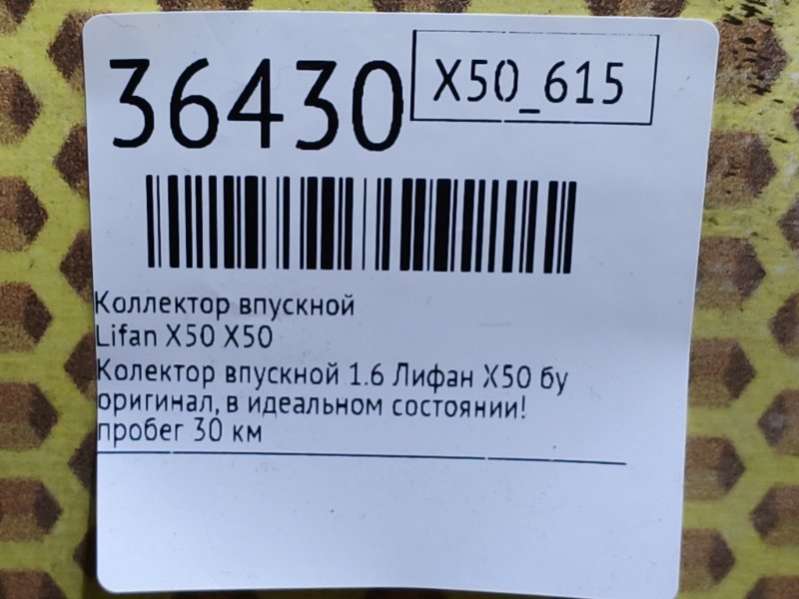 36430
X50_615
Коллектор впускной
Lifan X50 X50
Колектор впускной 1.6 Лифан Х50 бу
оригинал, в идеальном состоянии!
пробег 30 км